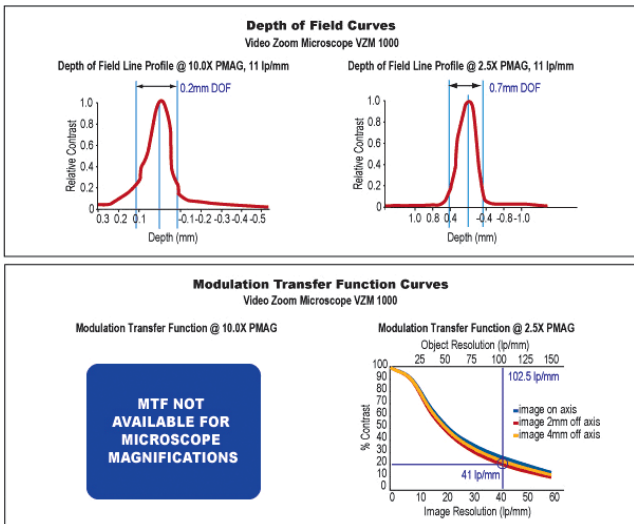 Depth of Field Curves
Video Zoom Microscope VZM 1000
Depth of Field Line Profile @ 10.0X PMAG, 11 lp/mm
0.2mm DOF
Relative Contrast
1.0
0.8
0.6
0.4
0.2
0
0.3 0.2 0.1 -0.1 -0.2 -0.3 -0.4 -0.5
Depth (mm)
Depth of Field Line Profile @ 2.5X PMAG, 11 lp/mm
0.7mm DOF
Relative Contrast
1.0
0.8
0.6
0.4
0.2
0
1.0 0.8 0.4 -0.4 -0.8 -1.0
Depth (mm)
Modulation Transfer Function Curves
Video Zoom Microscope VZM 1000
Modulation Transfer Function @ 10.0X PMAG
MTF NOT
AVAILABLE FOR
MICROSCOPE
MAGNIFICATIONS
Modulation Transfer Function @ 2.5X PMAG
Object Resolution (lp/mm)
25 50 75 100 125 150
% Contrast
100
90
80
70
60
50
40
30
20
10
0
102.5 lp/mm
image on axis
image 2mm off axis
image 4mm off axis
41 lp/mm
0 10 20 30 40 50 60
Image Resolution (lp/mm)